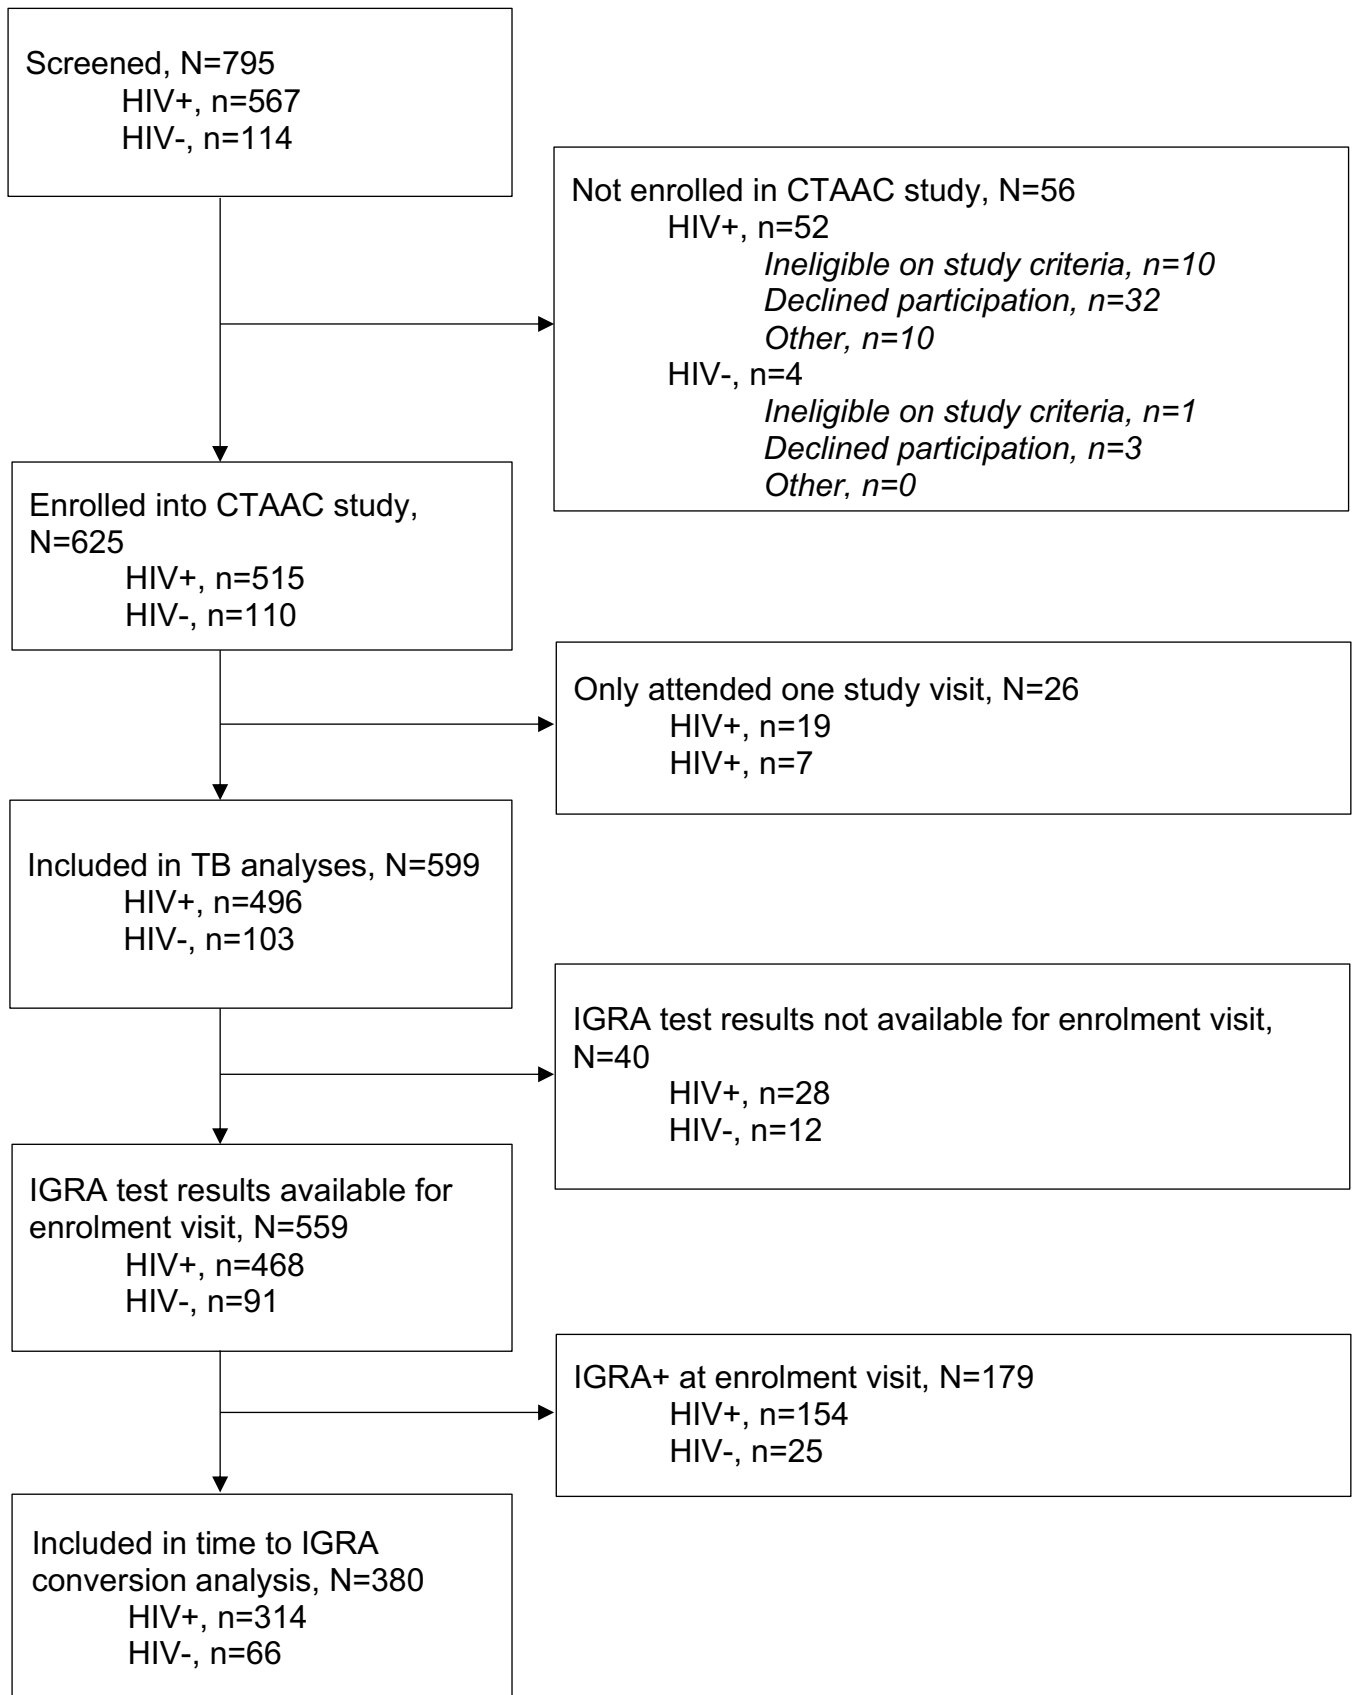 Screened, N=795
HIV+, n=567
HIV-, n=114
Not enrolled in CTAAC study, N=56
HIV+, n=52
Ineligible on study criteria, n=10
Declined participation, n=32
Other, n=10
HIV-, n=4
Ineligible on study criteria, n=1
Declined participation, n=3
Other, n=0
Enrolled into CTAAC study,
N=625
HIV+, n=515
HIV-, n=110
Only attended one study visit, N=26
HIV+, n=19
HIV+, n=7
Included in TB analyses, N=599
HIV+, n=496
HIV-, n=103
IGRA test results not available for enrolment visit,
N=40
HIV+, n=28
HIV-, n=12
IGRA test results available for
enrolment visit, N=559
HIV+, n=468
HIV-, n=91
IGRA+ at enrolment visit, N=179
HIV+, n=154
HIV-, n=25
Included in time to IGRA
conversion analysis, N=380
HIV+, n=314
HIV-, n=66